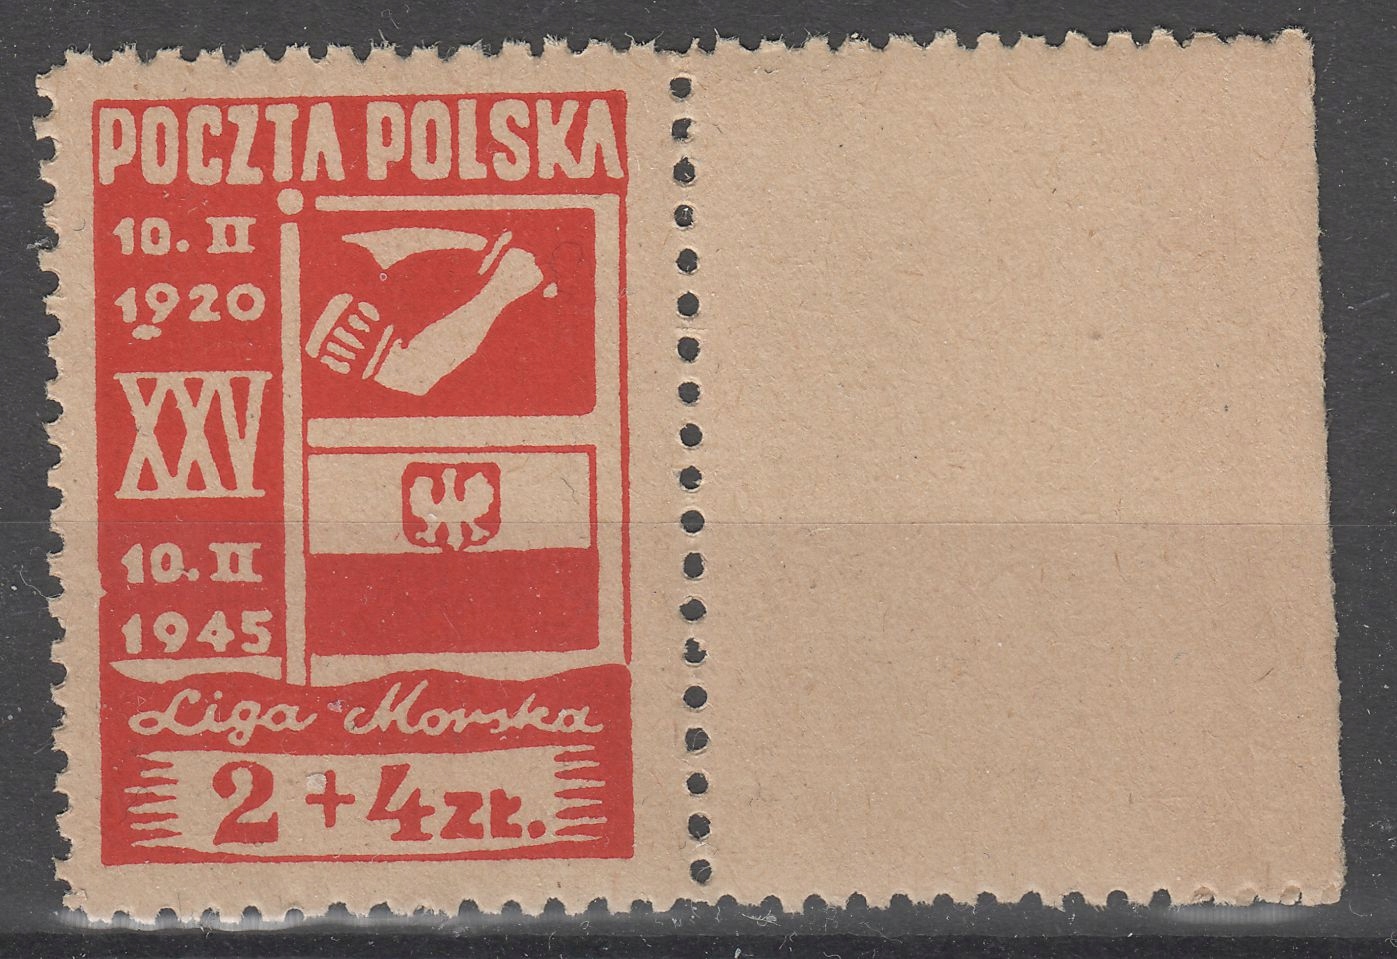 POCZTA POLSKA
10. II
1920
XXV
10. II
1945
Liga Morska
2 + 4 zł.